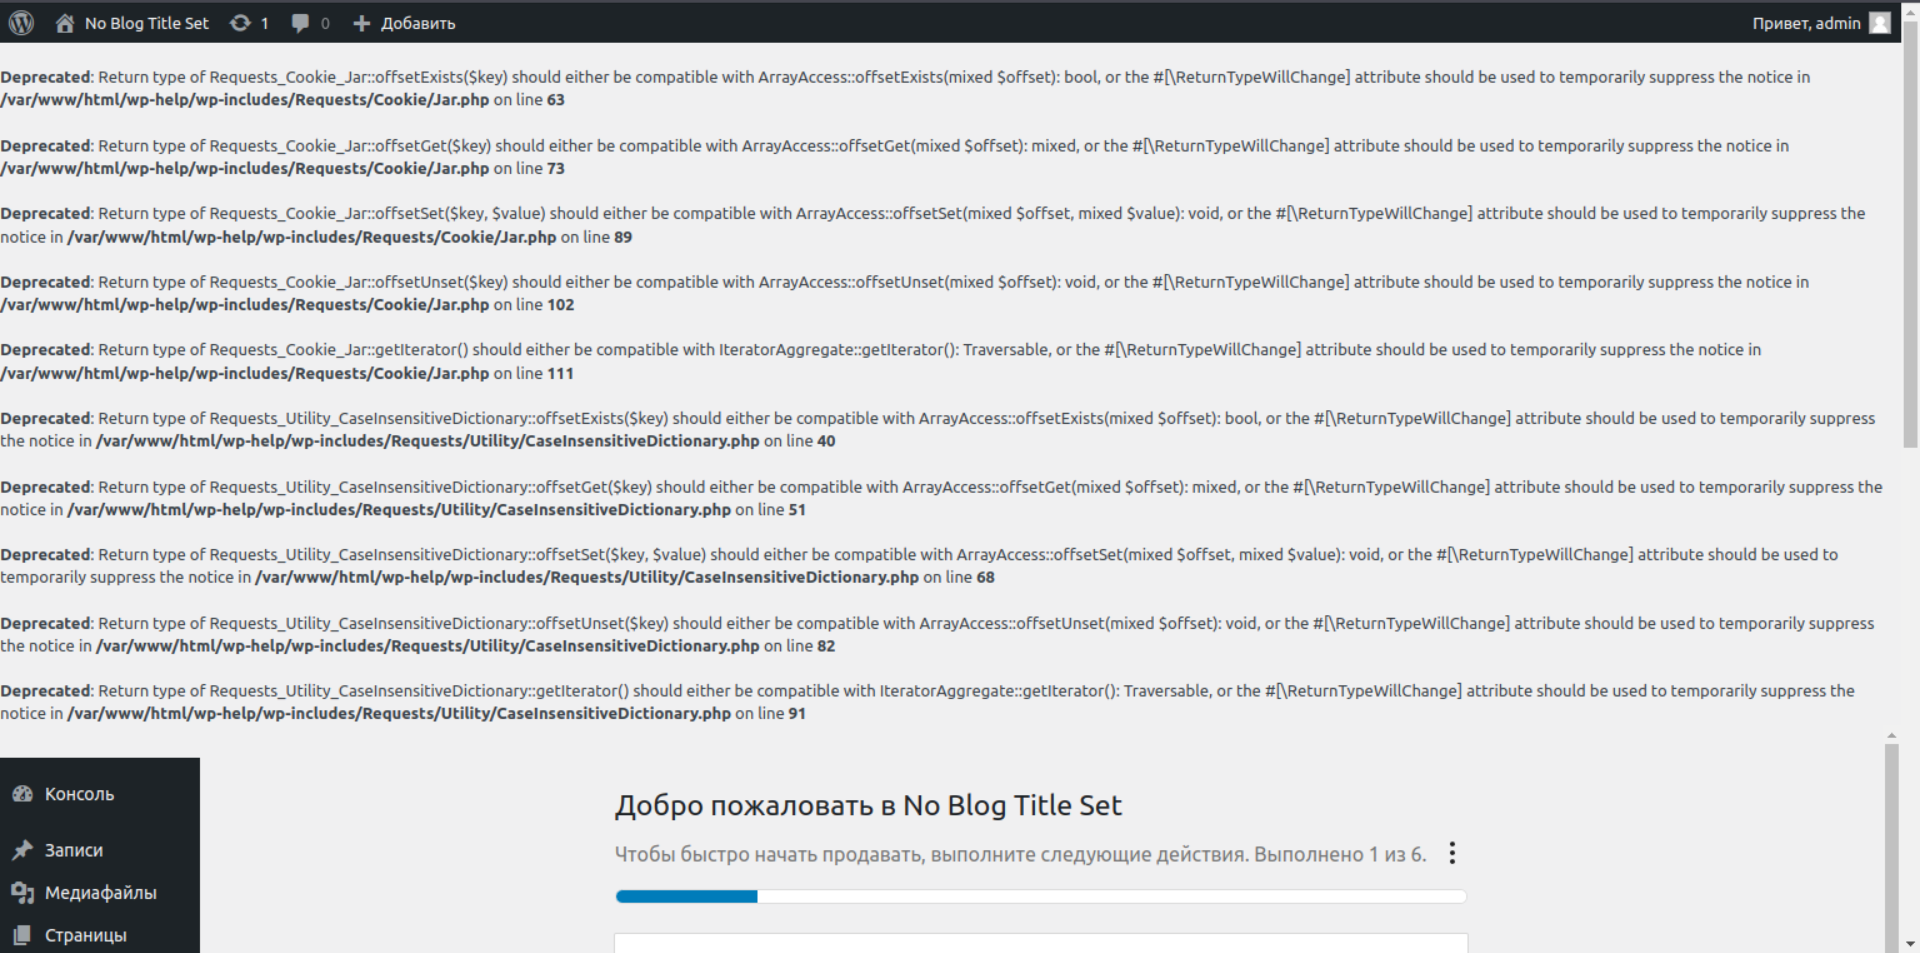 No Blog Title Set 1 0 Добавить Привет, admin
Deprecated: Return type of Requests_Cookie_Jar::offsetExists($key) should either be compatible with ArrayAccess::offsetExists(mixed $offset): bool, or the #[\ReturnTypeWillChange] attribute should be used to temporarily suppress the notice in
/var/www/html/wp-help/wp-includes/Requests/Cookie/Jar.php on line 63
Deprecated: Return type of Requests_Cookie_Jar::offsetGet($key) should either be compatible with ArrayAccess::offsetGet(mixed $offset): mixed, or the #[\ReturnTypeWillChange] attribute should be used to temporarily suppress the notice in
/var/www/html/wp-help/wp-includes/Requests/Cookie/Jar.php on line 73
Deprecated: Return type of Requests_Cookie_Jar::offsetSet($key, $value) should either be compatible with ArrayAccess::offsetSet(mixed $offset, mixed $value): void, or the #[\ReturnTypeWillChange] attribute should be used to temporarily suppress the
notice in /var/www/html/wp-help/wp-includes/Requests/Cookie/Jar.php on line 89
Deprecated: Return type of Requests_Cookie_Jar::offsetUnset($key) should either be compatible with ArrayAccess::offsetUnset(mixed $offset): void, or the #[\ReturnTypeWillChange] attribute should be used to temporarily suppress the notice in
/var/www/html/wp-help/wp-includes/Requests/Cookie/Jar.php on line 102
Deprecated: Return type of Requests_Cookie_Jar::getIterator() should either be compatible with IteratorAggregate::getIterator(): Traversable, or the #[\ReturnTypeWillChange] attribute should be used to temporarily suppress the notice in
/var/www/html/wp-help/wp-includes/Requests/Cookie/Jar.php on line 111
Deprecated: Return type of Requests_Utility_CaseInsensitiveDictionary::offsetExists($key) should either be compatible with ArrayAccess::offsetExists(mixed $offset): bool, or the #[\ReturnTypeWillChange] attribute should be used to temporarily suppress
the notice in /var/www/html/wp-help/wp-includes/Requests/Utility/CaseInsensitiveDictionary.php on line 40
Deprecated: Return type of Requests_Utility_CaseInsensitiveDictionary::offsetGet($key) should either be compatible with ArrayAccess::offsetGet(mixed $offset): mixed, or the #[\ReturnTypeWillChange] attribute should be used to temporarily suppress the
notice in /var/www/html/wp-help/wp-includes/Requests/Utility/CaseInsensitiveDictionary.php on line 51
Deprecated: Return type of Requests_Utility_CaseInsensitiveDictionary::offsetSet($key, $value) should either be compatible with ArrayAccess::offsetSet(mixed $offset, mixed $value): void, or the #[\ReturnTypeWillChange] attribute should be used to
temporarily suppress the notice in /var/www/html/wp-help/wp-includes/Requests/Utility/CaseInsensitiveDictionary.php on line 68
Deprecated: Return type of Requests_Utility_CaseInsensitiveDictionary::offsetUnset($key) should either be compatible with ArrayAccess::offsetUnset(mixed $offset): void, or the #[\ReturnTypeWillChange] attribute should be used to temporarily suppress
the notice in /var/www/html/wp-help/wp-includes/Requests/Utility/CaseInsensitiveDictionary.php on line 82
Deprecated: Return type of Requests_Utility_CaseInsensitiveDictionary::getIterator() should either be compatible with IteratorAggregate::getIterator(): Traversable, or the #[\ReturnTypeWillChange] attribute should be used to temporarily suppress the
notice in /var/www/html/wp-help/wp-includes/Requests/Utility/CaseInsensitiveDictionary.php on line 91
Консоль
Записи
Медиафайлы
Страницы
Добро пожаловать в No Blog Title Set
Чтобы быстро начать продавать, выполните следующие действия. Выполнено 1 из 6.